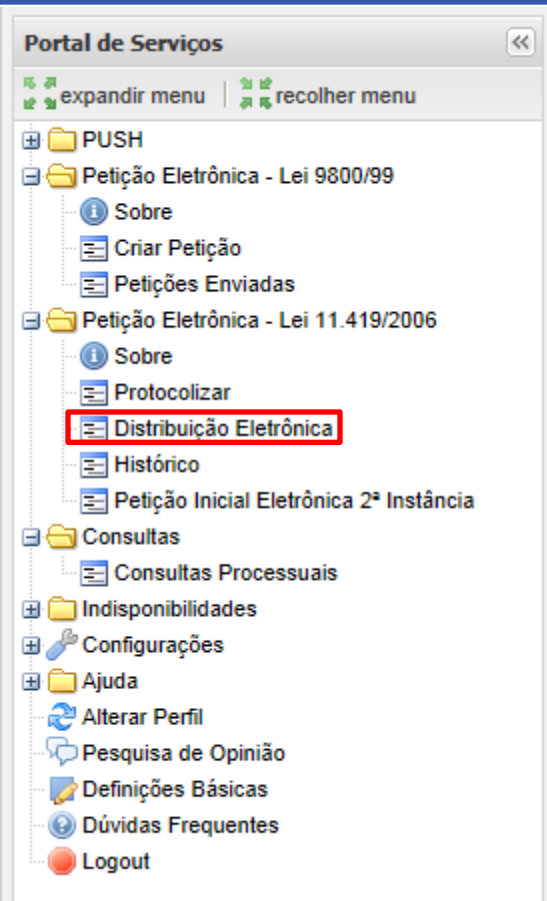 Portal de Serviços
expandir menu recolher menu
PUSH
Petição Eletrônica - Lei 9800/99
Sobre
Criar Petição
Petições Enviadas
Petição Eletrônica - Lei 11.419/2006
Sobre
Protocolizar
Distribuição Eletrônica
Histórico
Petição Inicial Eletrônica 2ª Instância
Consultas
Consultas Processuais
Indisponibilidades
Configurações
Ajuda
Alterar Perfil
Pesquisa de Opinião
Definições Básicas
Dúvidas Frequentes
Logout